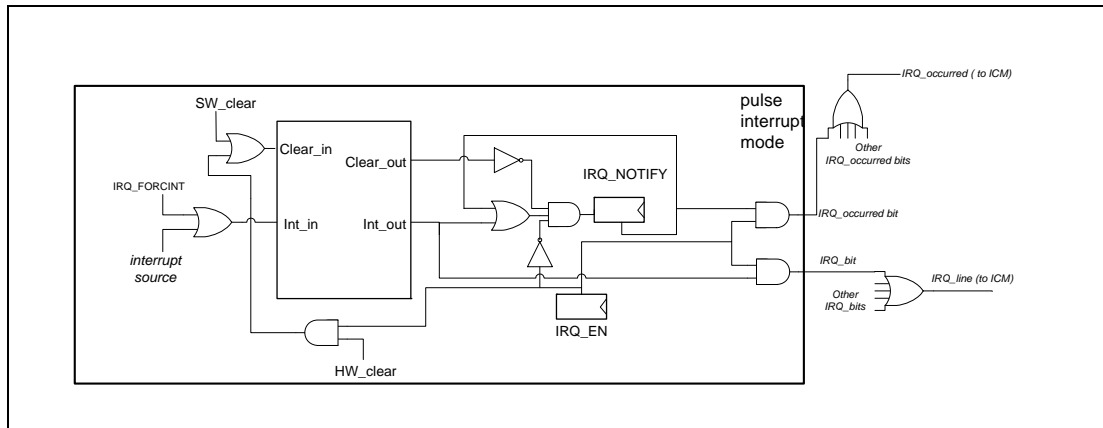 IRQ_occurred ( to ICM)
pulse
interrupt
mode
SW_clear
Clear_in
Clear_out
Other
IRQ_occurred bits
IRQ_NOTIFY
IRQ_FORCINT
IRQ_occurred bit
Int_in
Int_out
interrupt
source
IRQ_bit
IRQ_line (to ICM)
Other
IRQ_bits
IRQ_EN
HW_clear